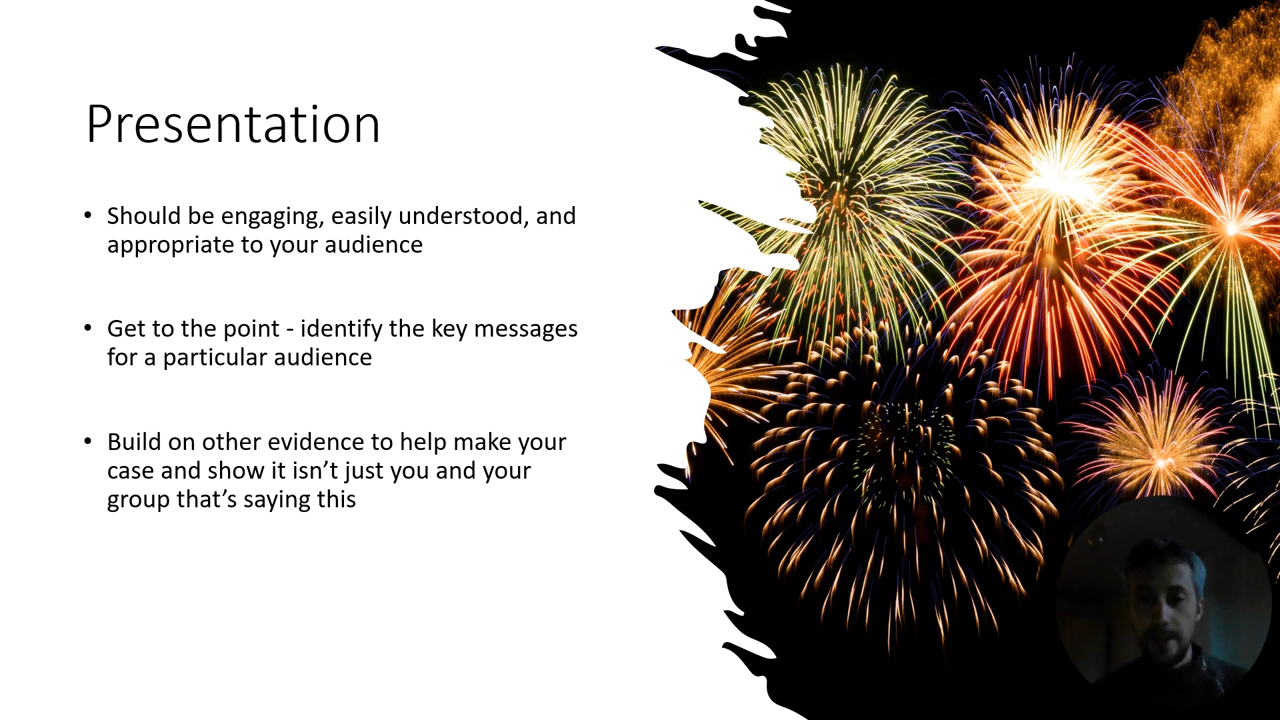 Presentation
• Should be engaging, easily understood, and
appropriate to your audience
• Get to the point - identify the key messages
for a particular audience
• Build on other evidence to help make your
case and show it isn’t just you and your
group that’s saying this